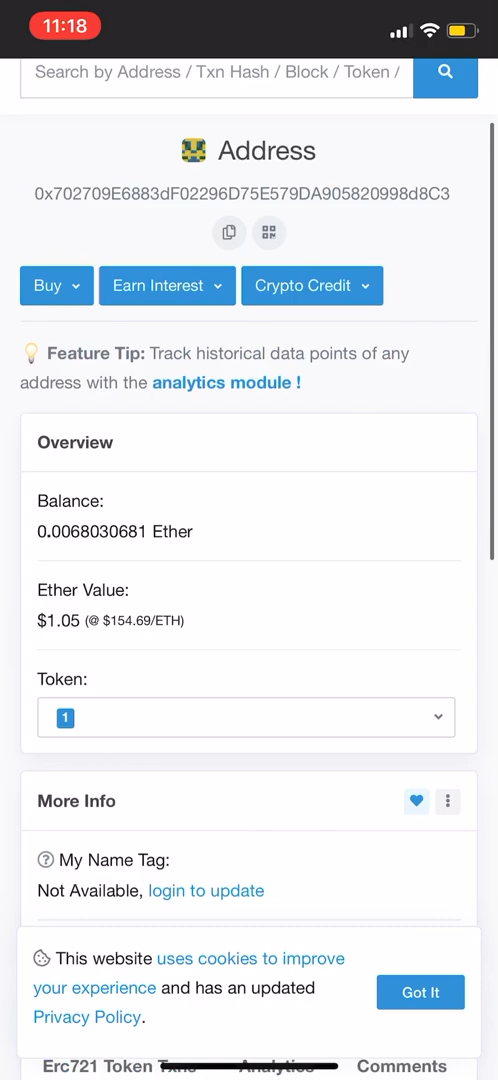 11:18
Search by Address / Txn Hash / Block / Token /
Address
0x702709E6883dF02296D75E579DA905820998d8C3
Buy
Earn Interest
Crypto Credit
Feature Tip: Track historical data points of any
address with the analytics module !
Overview
Balance:
0.0068030681 Ether
Ether Value:
$1.05 (@ $154.69/ETH)
Token:
1
More Info
My Name Tag:
Not Available, login to update
This website uses cookies to improve
your experience and has an updated
Privacy Policy.
Got It
Erc721 Token Txns
Analytics
Comments